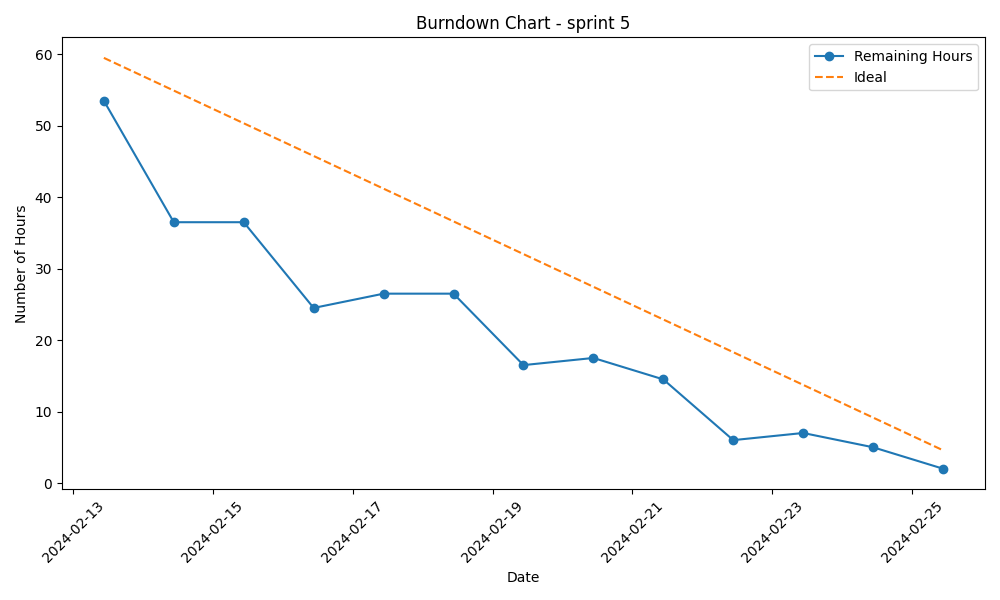 Burndown Chart - sprint 5
Remaining Hours
Ideal
Number of Hours
60
50
40
30
20
10
0
2024-02-13
2024-02-15
2024-02-17
2024-02-19
2024-02-21
2024-02-23
2024-02-25
Date